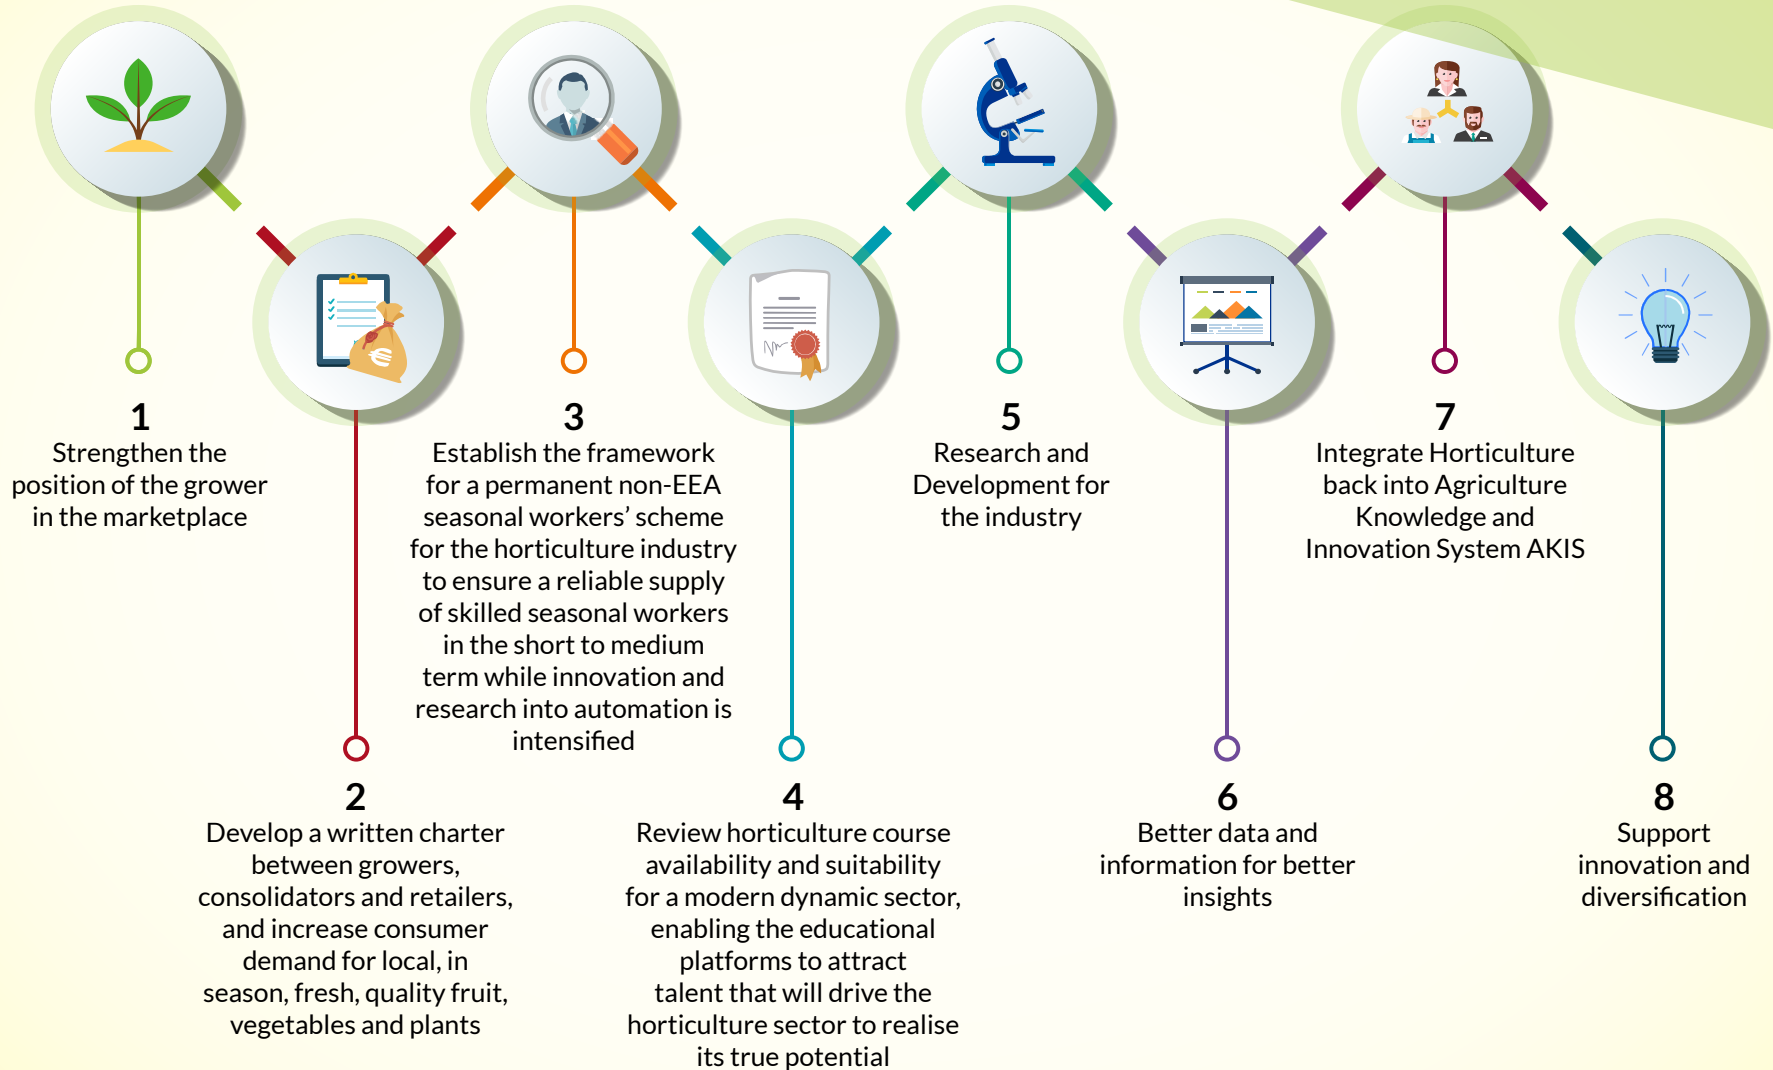 1
Strengthen the
position of the grower
in the marketplace
2
Develop a written charter
between growers,
consolidators and retailers,
and increase consumer
demand for local, in
season, fresh, quality fruit,
vegetables and plants
3
Establish the framework
for a permanent non-EEA
seasonal workers’ scheme
for the horticulture industry
to ensure a reliable supply
of skilled seasonal workers
in the short to medium
term while innovation and
research into automation is
intensified
4
Review horticulture course
availability and suitability
for a modern dynamic sector,
enabling the educational
platforms to attract
talent that will drive the
horticulture sector to realise
its true potential
5
Research and
Development for
the industry
6
Better data and
information for better
insights
7
Integrate Horticulture
back into Agriculture
Knowledge and
Innovation System AKIS
8
Support
innovation and
diversification